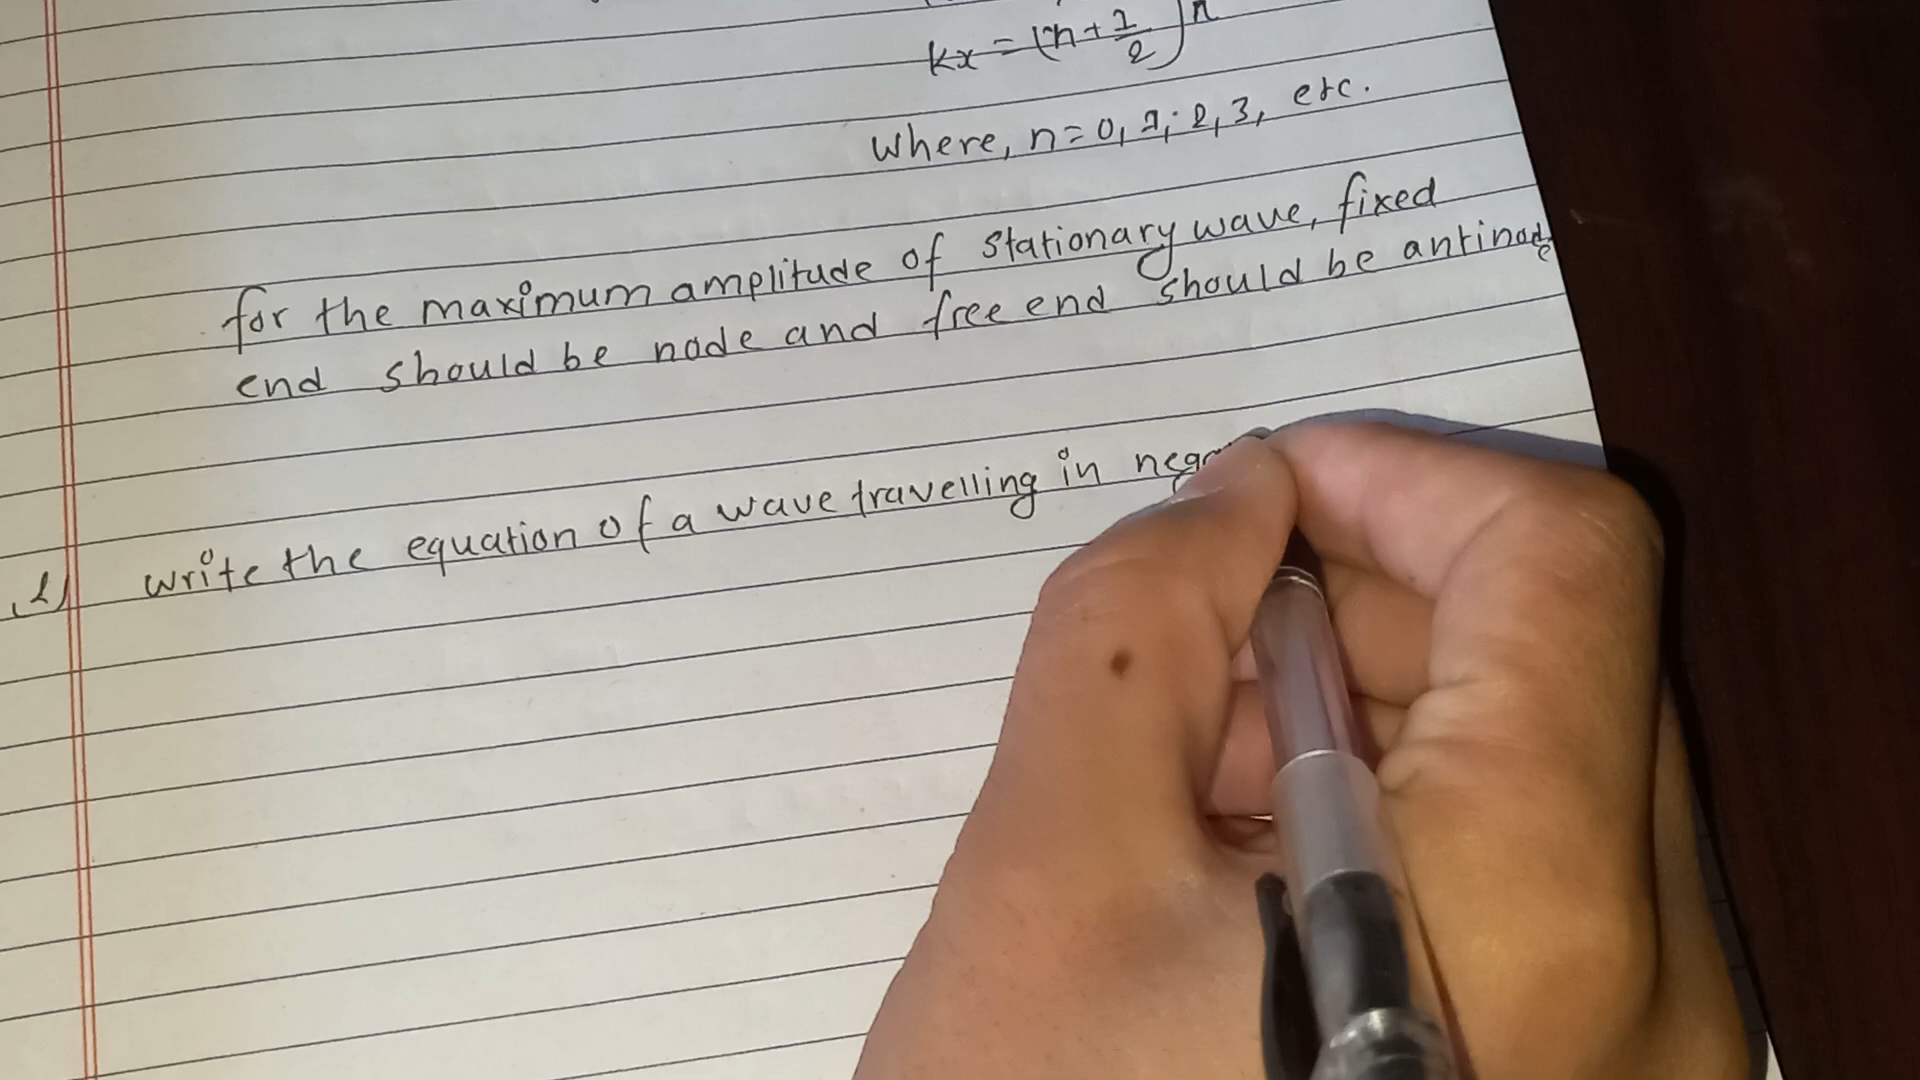 kx = (n + 1/2)π
Where, n = 0, 1, 2, 3, etc.
for the maximum amplitude of stationary wave, fixed
end should be node and free end should be antinode
write the equation of a wave travelling in